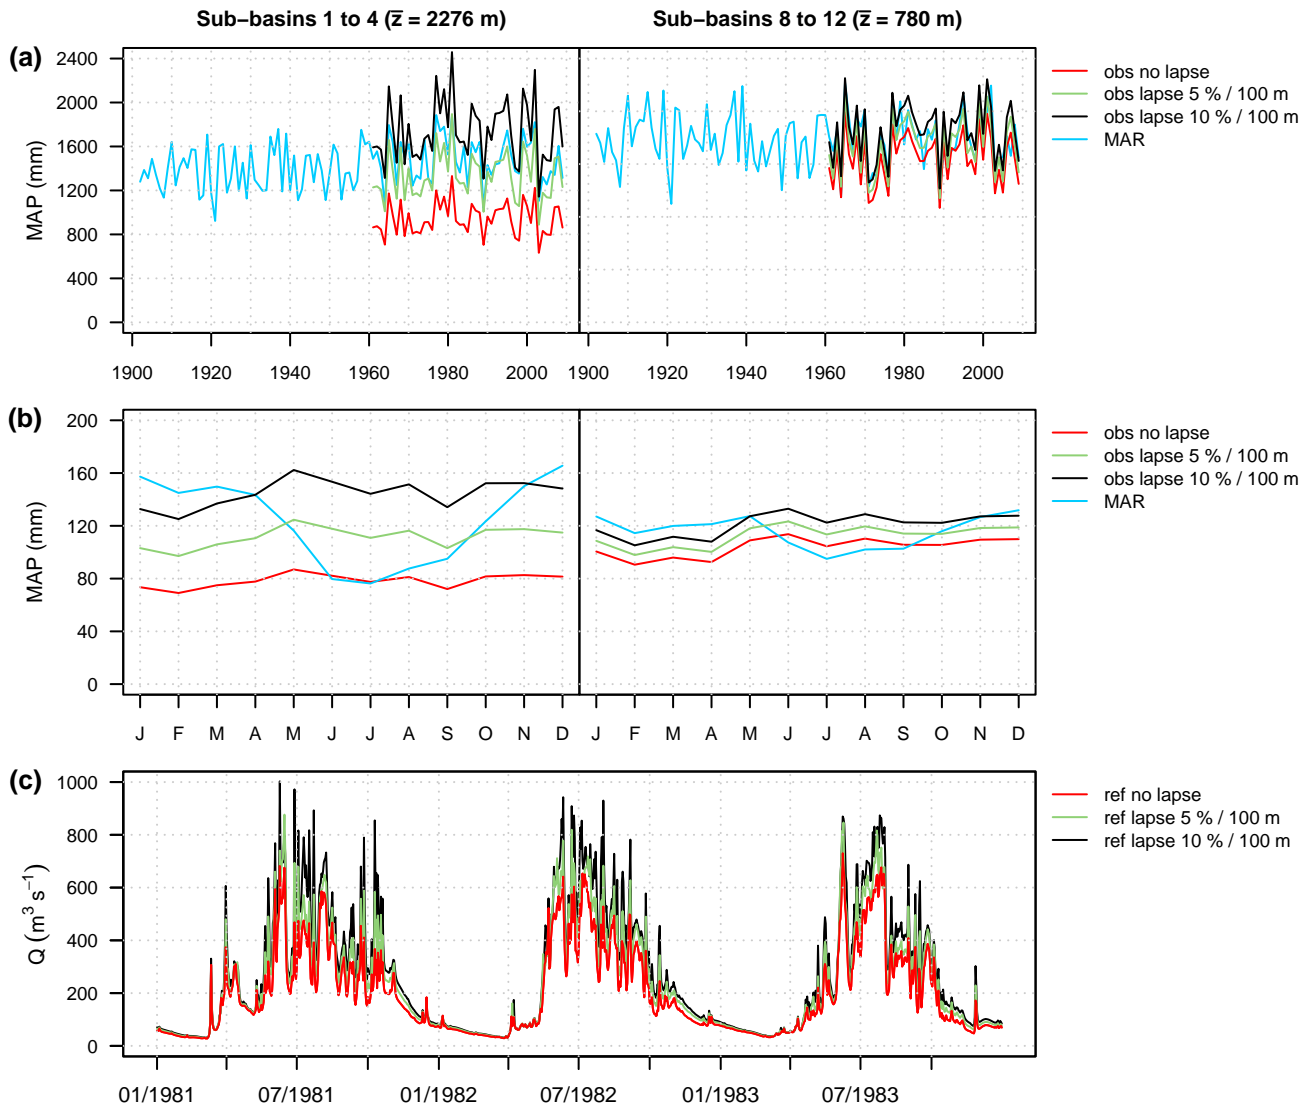 Sub−basins 1 to 4 (z̅ = 2276 m) Sub−basins 8 to 12 (z̅ = 780 m)
(a)
MAP (mm)
2400
2000
1600
1200
800
400
0
1900 1920 1940 1960 1980 2000 1900 1920 1940 1960 1980 2000
obs no lapse
obs lapse 5 % / 100 m
obs lapse 10 % / 100 m
MAR
(b)
MAP (mm)
200
160
120
80
40
0
J F M A M J J A S O N D J F M A M J J A S O N D
obs no lapse
obs lapse 5 % / 100 m
obs lapse 10 % / 100 m
MAR
(c)
Q (m³ s⁻¹)
1000
800
600
400
200
0
01/1981 07/1981 01/1982 07/1982 01/1983 07/1983
ref no lapse
ref lapse 5 % / 100 m
ref lapse 10 % / 100 m